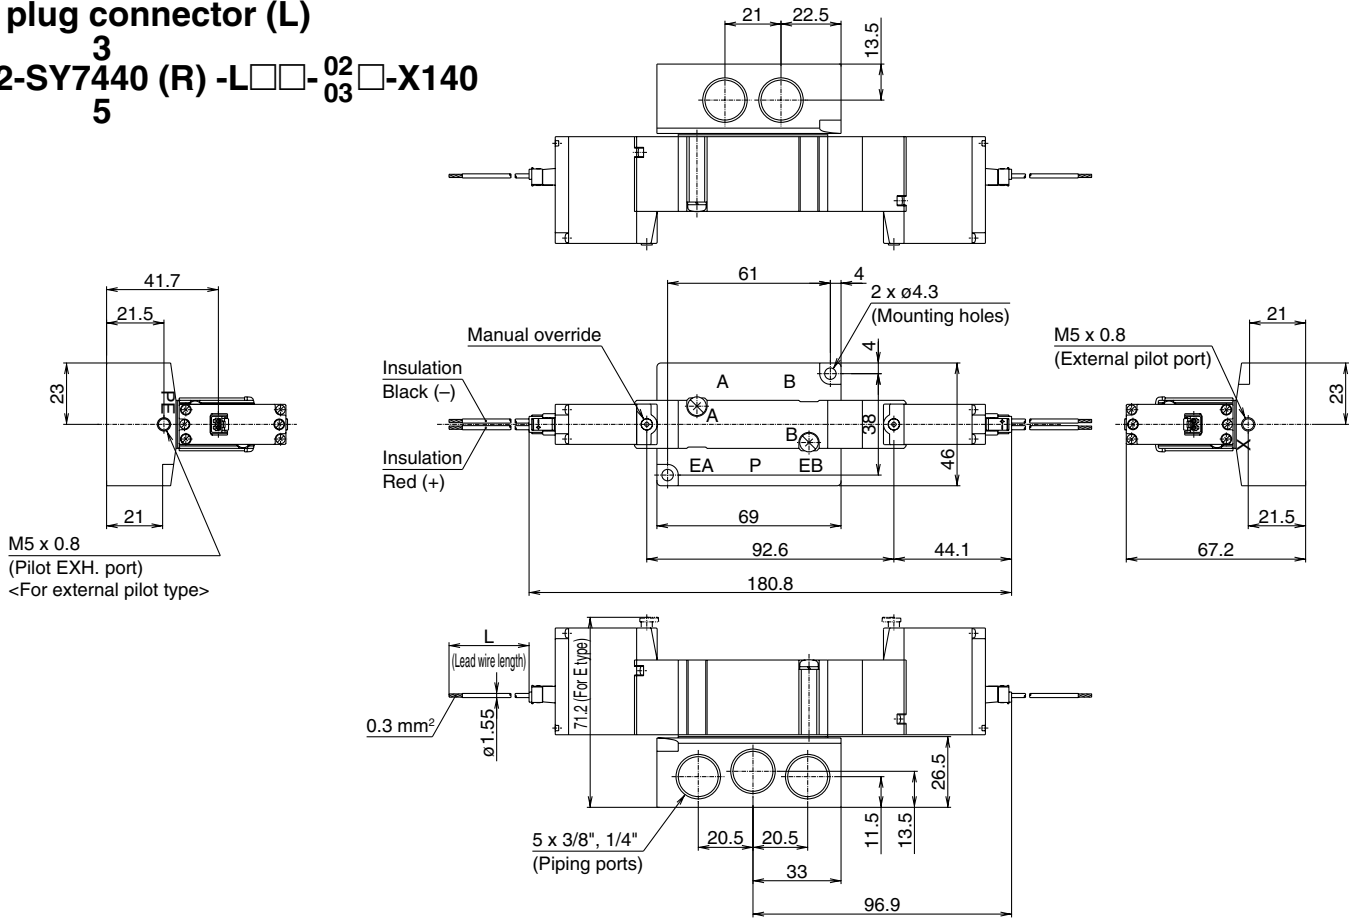 plug connector (L)
3
2-SY7440 (R) -L□□- 02 □-X140
03
5
21
22.5
13.5
41.7
21.5
23
PE
21
M5 x 0.8
(Pilot EXH. port)
<For external pilot type>
61
4
2 x ø4.3
(Mounting holes)
4
Manual override
Insulation
Black (–)
Insulation
Red (+)
A B
A
B
EA P EB
38
46
69
92.6
44.1
180.8
M5 x 0.8
(External pilot port)
21
23
X
21.5
67.2
L
(Lead wire length)
71.2 (For E type)
0.3 mm²
ø1.55
26.5
11.5
13.5
5 x 3/8", 1/4"
(Piping ports)
20.5
20.5
33
96.9